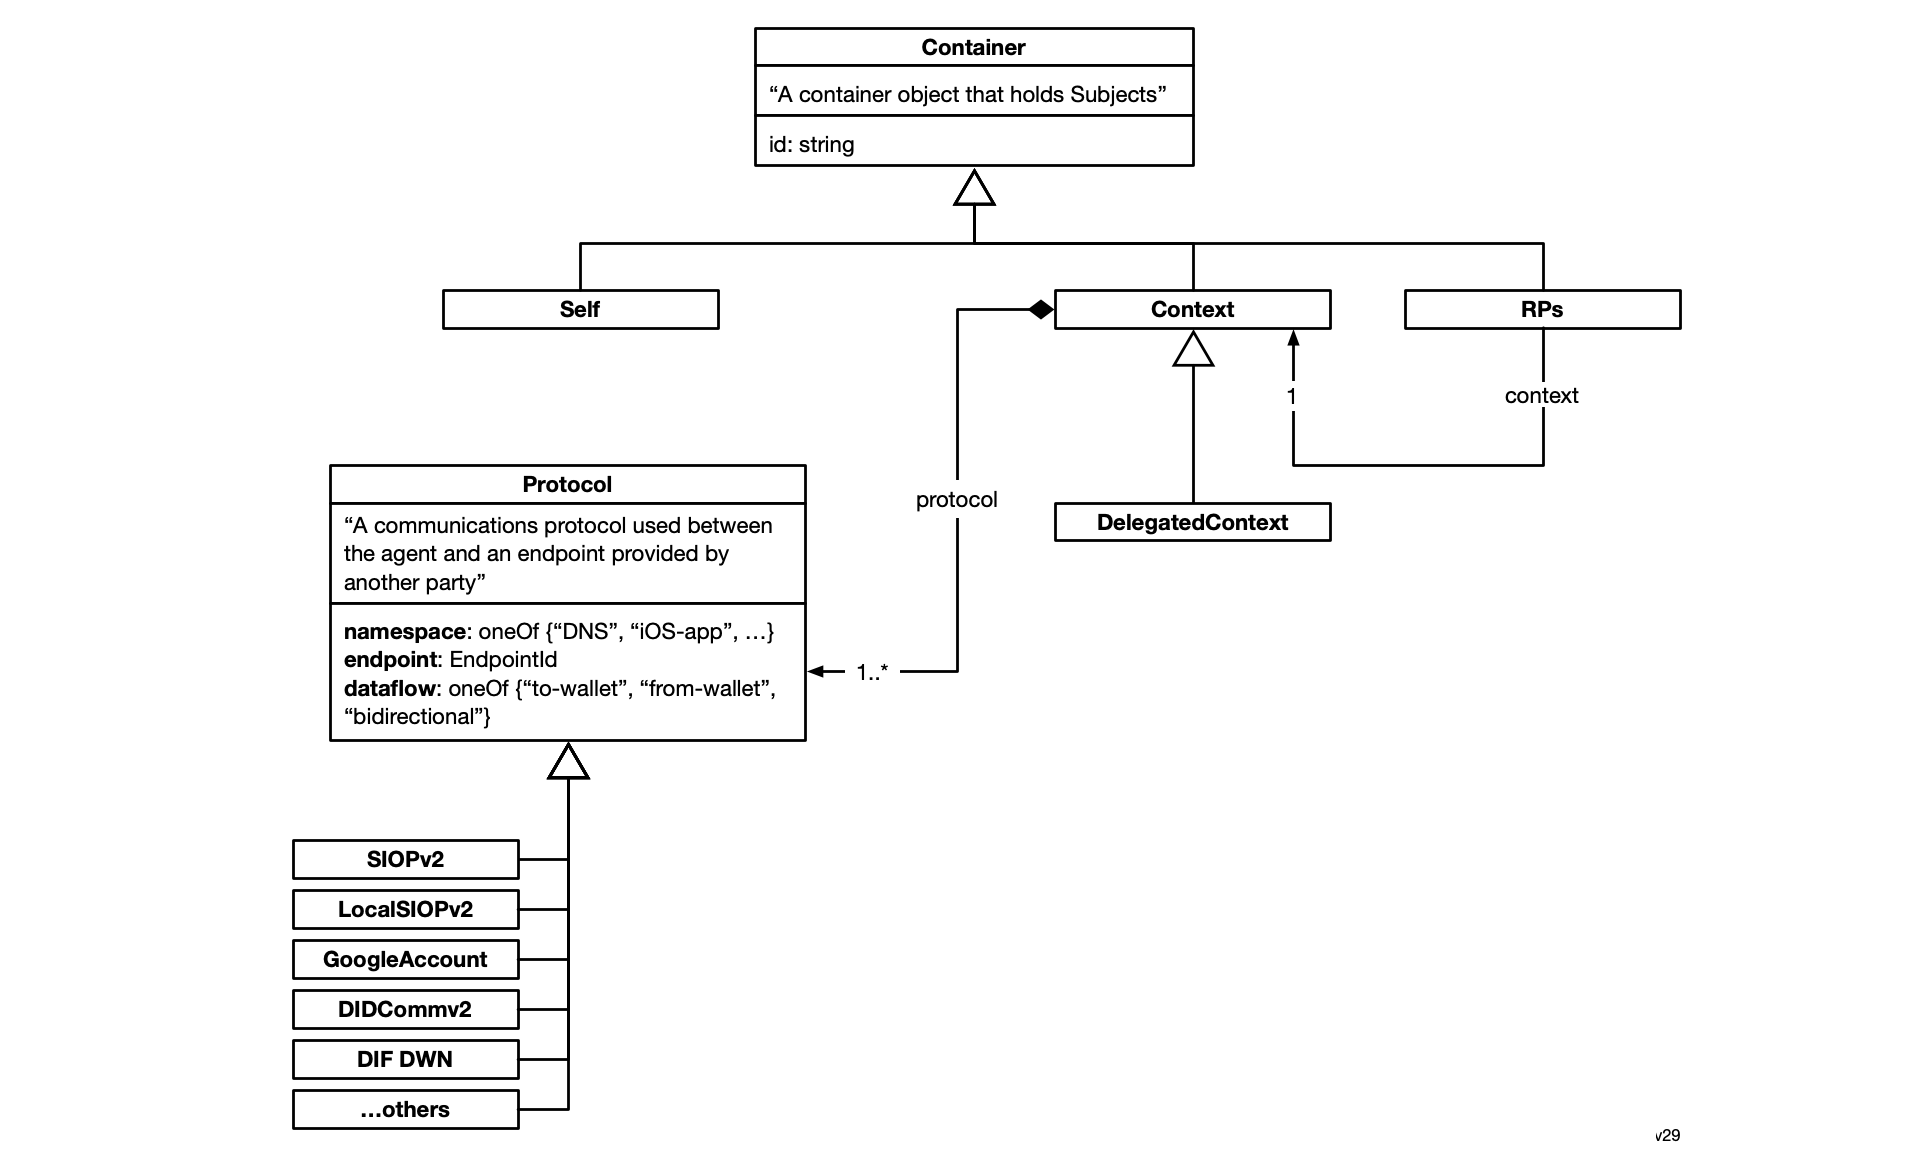 Container
“A container object that holds Subjects”
id: string
Self
Context
RPs
1
context
Protocol
“A communications protocol used between
the agent and an endpoint provided by
another party”
namespace: oneOf {“DNS”, “iOS-app”, …}
endpoint: EndpointId
dataflow: oneOf {“to-wallet”, “from-wallet”,
“bidirectional”}
protocol
1..*
DelegatedContext
SIOPv2
LocalSIOPv2
GoogleAccount
DIDCommv2
DIF DWN
…others
v29